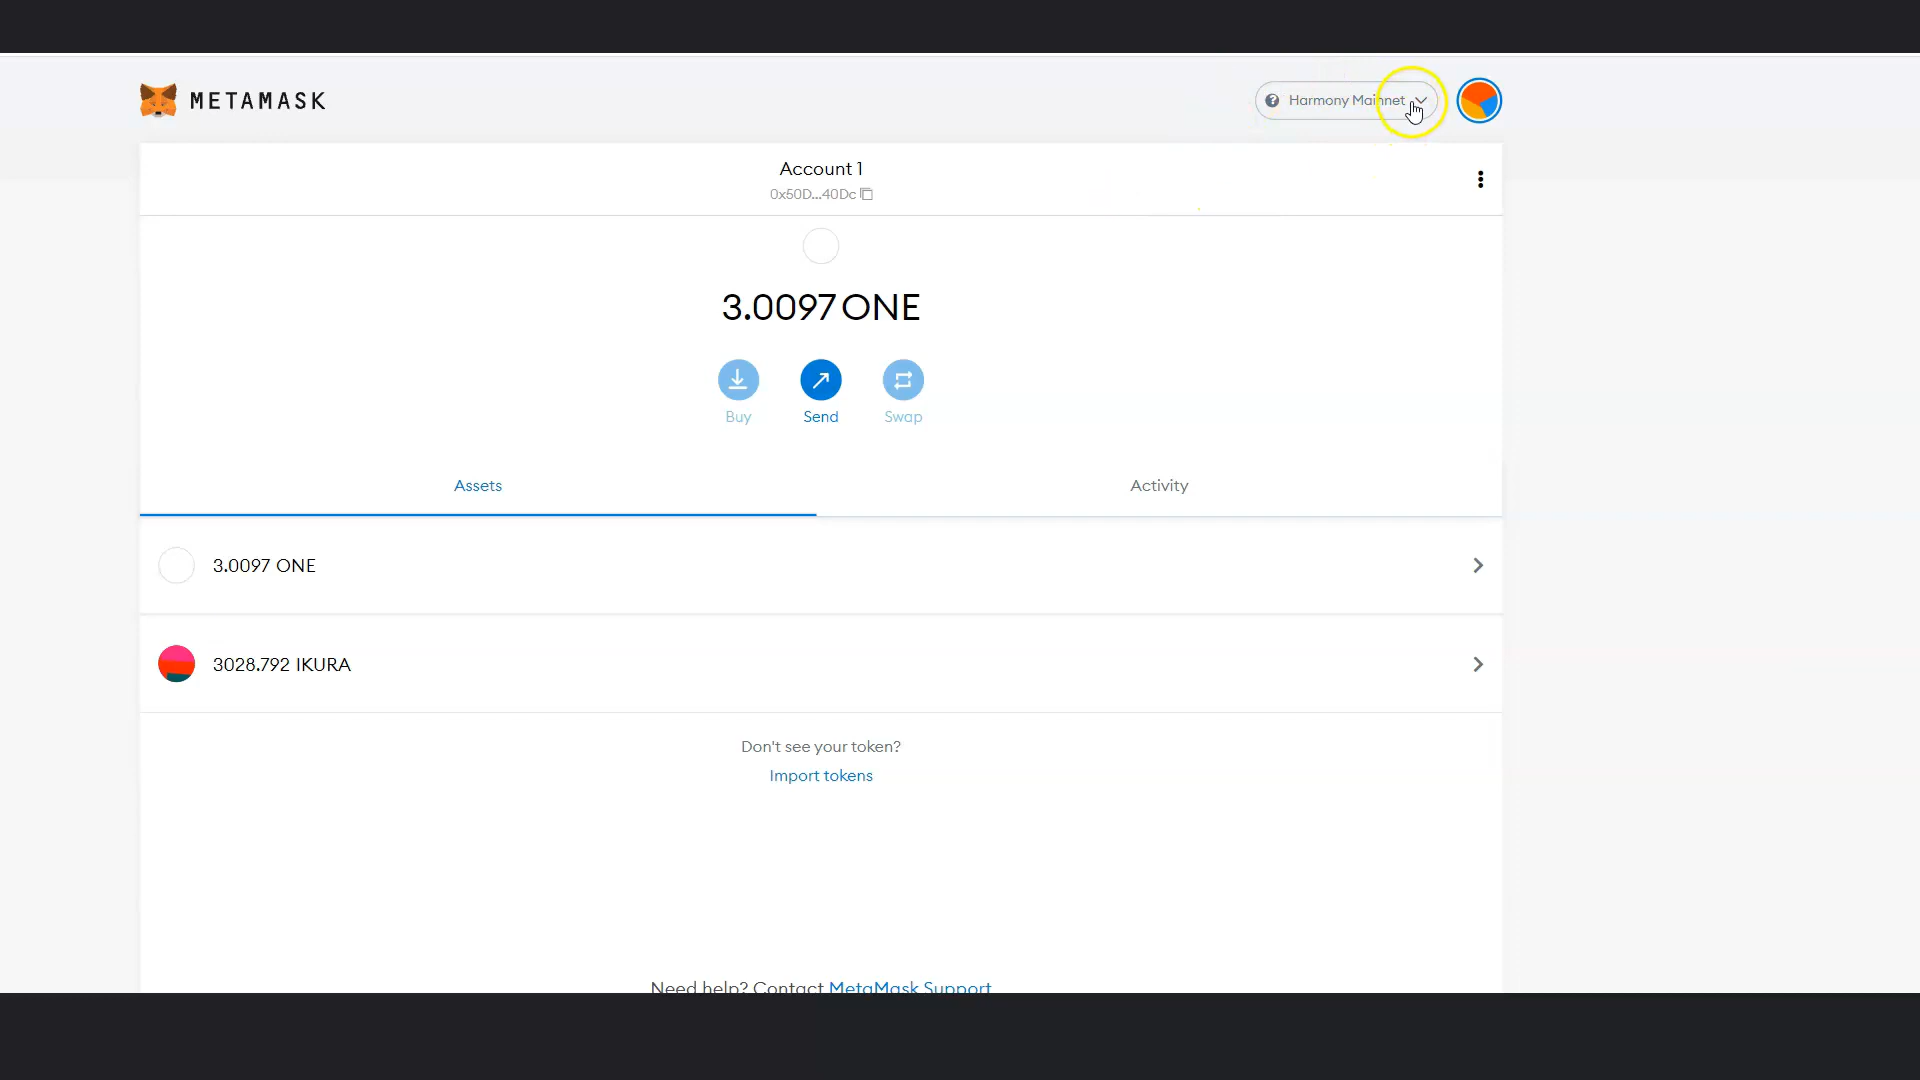 METAMASK
Harmony Mainnet
Account 1
0x50D...40Dc
3.0097 ONE
Buy
Send
Swap
Assets
Activity
3.0097 ONE
3028.792 IKURA
Don't see your token?
Import tokens
Need help? Contact MetaMask Support